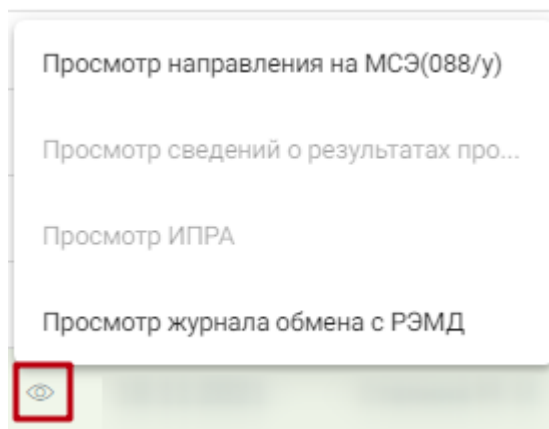 Просмотр направления на МСЭ(088/у)
Просмотр сведений о результатах про...
Просмотр ИПРА
Просмотр журнала обмена с РЭМД